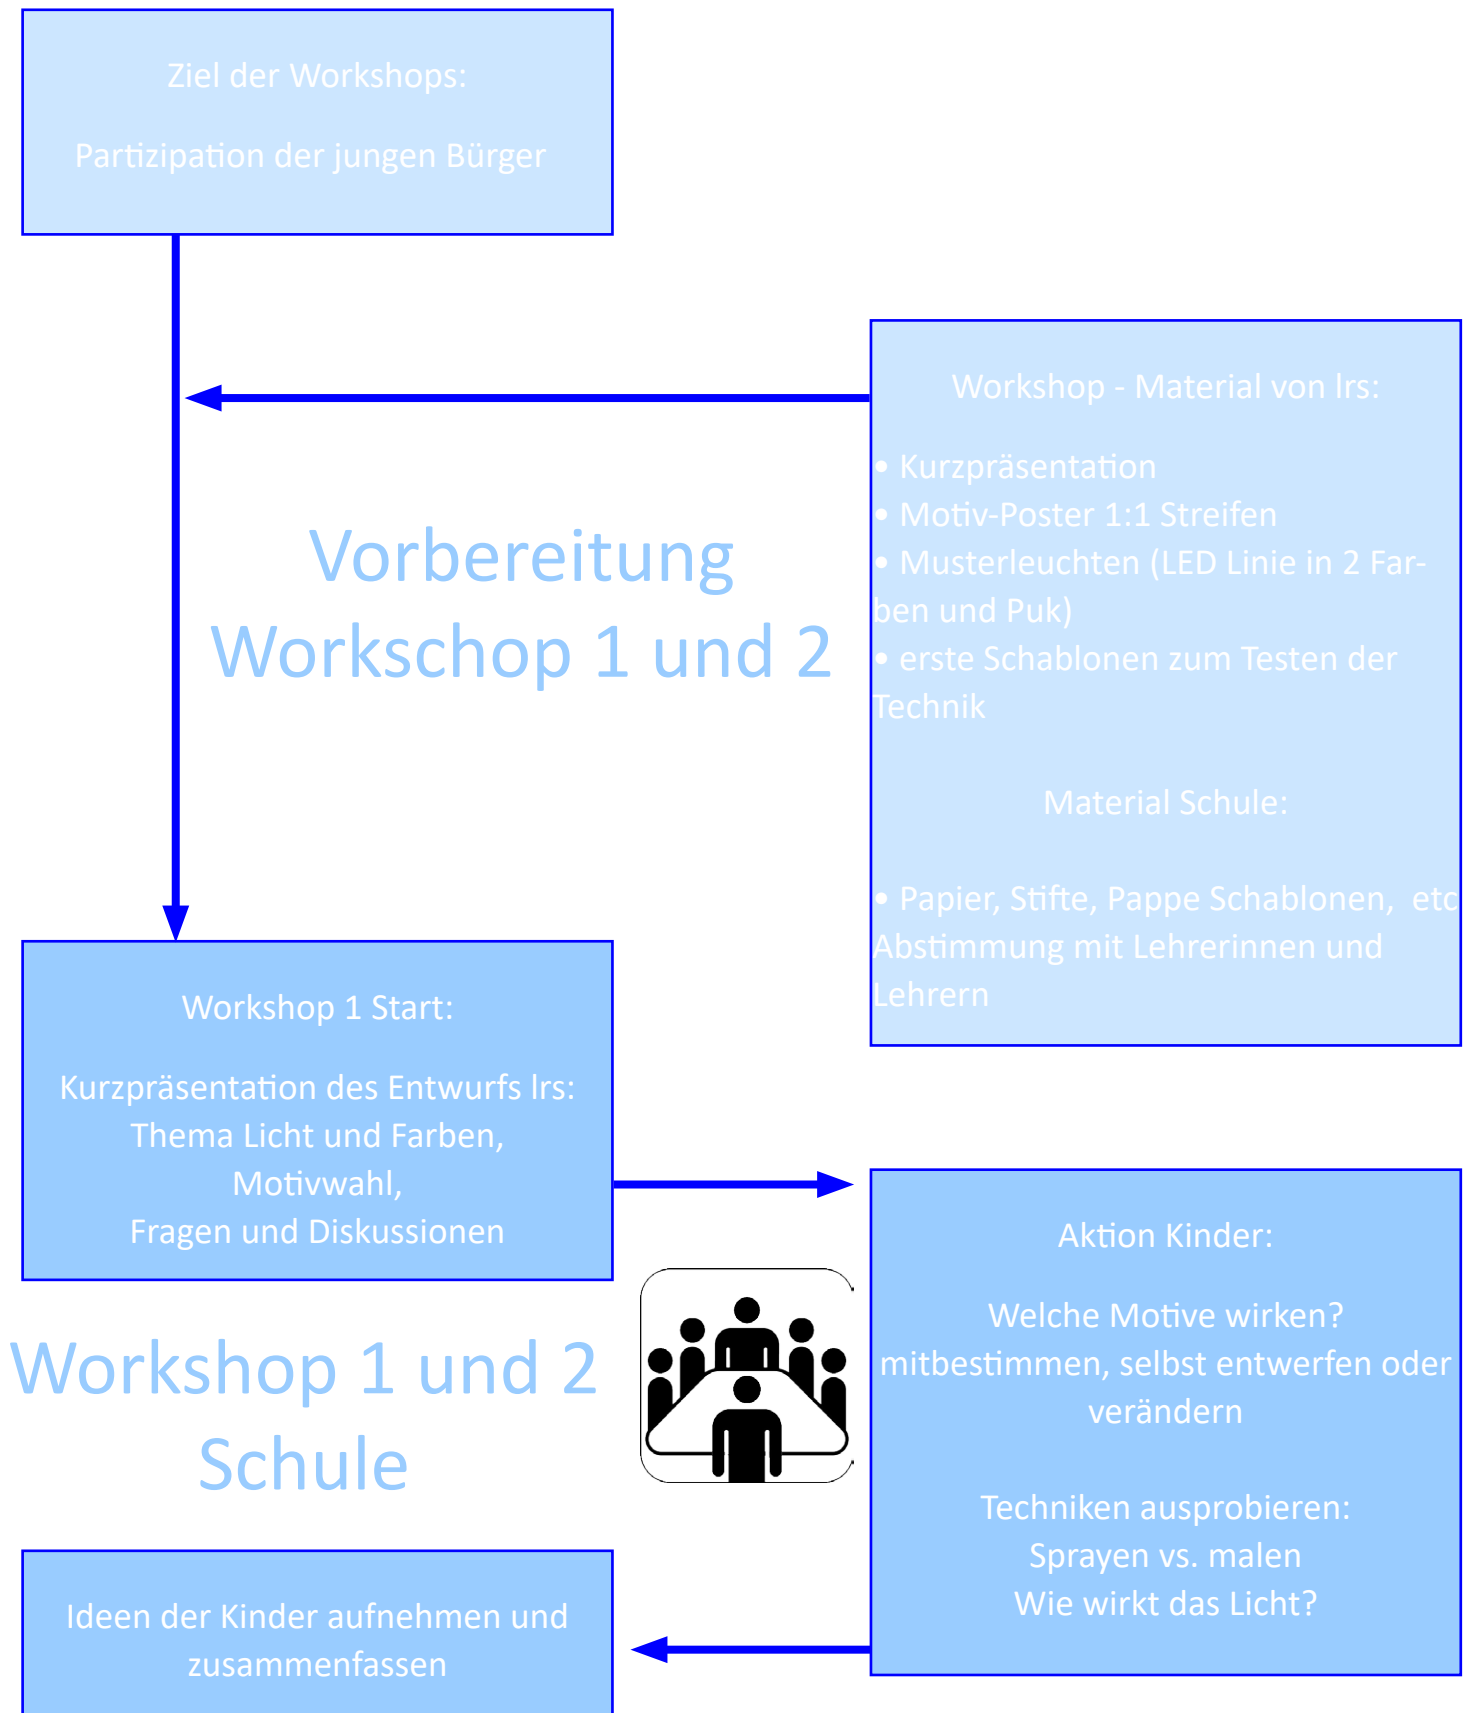 Ziel der Workshops:
Partizipation der jungen Bürger
Workshop - Material von lrs:
• Kurzpräsentation
• Motiv-Poster 1:1 Streifen
• Musterleuchten (LED Linie in 2 Far-
ben und Puk)
• erste Schablonen zum Testen der
Technik
Material Schule:
• Papier, Stifte, Pappe Schablonen,  etc
Abstimmung mit Lehrerinnen und
Lehrern
Vorbereitung
Workschop 1 und 2
Workshop 1 Start:
Kurzpräsentation des Entwurfs lrs:
Thema Licht und Farben,
Motivwahl,
Fragen und Diskussionen
Aktion Kinder:
Welche Motive wirken?
mitbestimmen, selbst entwerfen oder
verändern
Techniken ausprobieren:
Sprayen vs. malen
Wie wirkt das Licht?
Workshop 1 und 2
Schule
Ideen der Kinder aufnehmen und
zusammenfassen